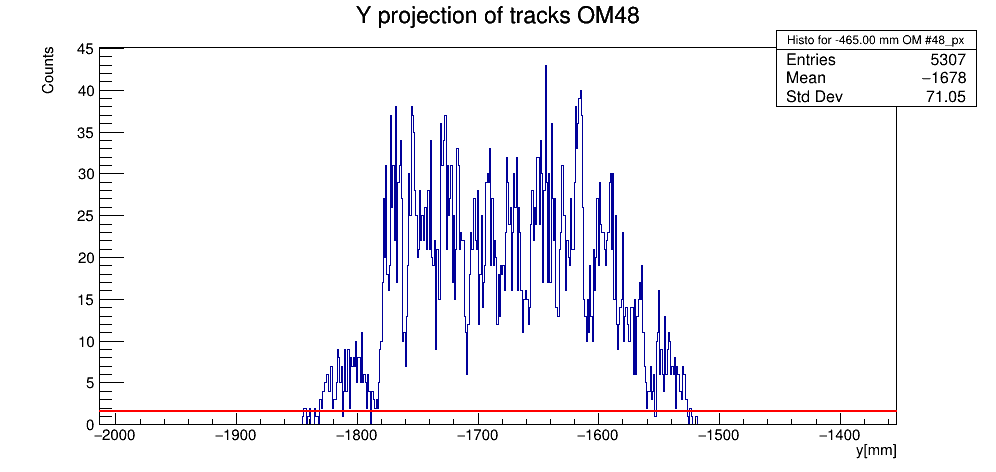 Y projection of tracks OM48
Histo for -465.00 mm OM #48_px
Entries 5307
Mean −1678
Std Dev 71.05
Counts
45
40
35
30
25
20
15
10
5
0
−2000 −1900 −1800 −1700 −1600 −1500 −1400
y[mm]